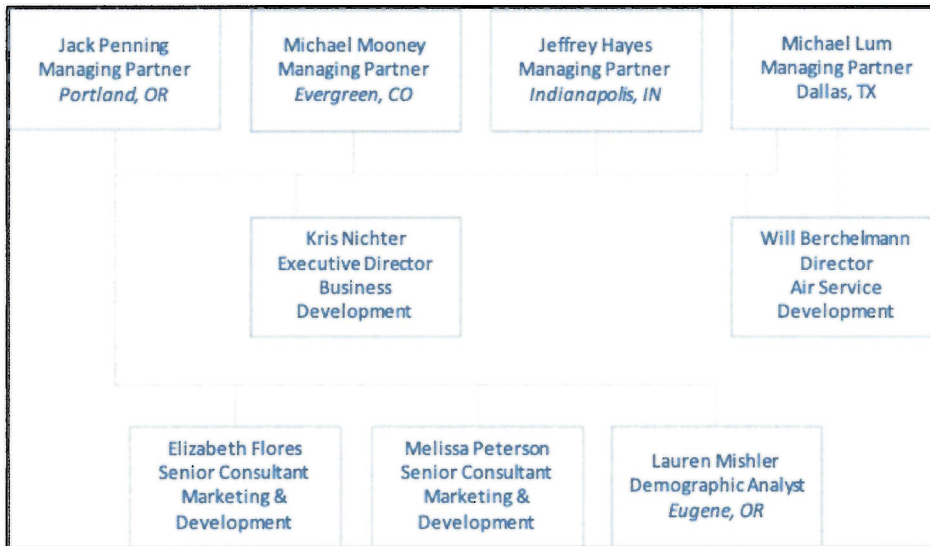 Jack Penning
Managing Partner
Portland, OR
Michael Mooney
Managing Partner
Evergreen, CO
Jeffrey Hayes
Managing Partner
Indianapolis, IN
Michael Lum
Managing Partner
Dallas, TX
Kris Nichter
Executive Director
Business
Development
Will Berchelmann
Director
Air Service
Development
Elizabeth Flores
Senior Consultant
Marketing &
Development
Melissa Peterson
Senior Consultant
Marketing &
Development
Lauren Mishler
Demographic Analyst
Eugene, OR